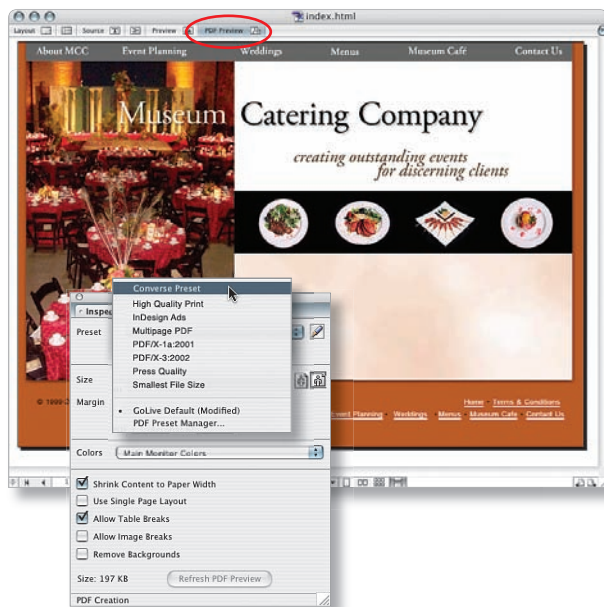 index.html
Layout Source Preview PDF Preview
About MCC Event Planning Weddings Menus Museum Café Contact Us
Museum Catering Company
creating outstanding events
for discerning clients
Converse Preset
High Quality Print
InDesign Ads
Multipage PDF
PDF/X-1a:2001
PDF/X-3:2002
Press Quality
Smallest File Size
GoLive Default (Modified)
PDF Preset Manager...
Preset
Size
Margin
Home Terms & Conditions
Event Planning Weddings Menus Museum Cafe Contact Us
Colors Main Monitor Colors
Shrink Content to Paper Width
Use Single Page Layout
Allow Table Breaks
Allow Image Breaks
Remove Backgrounds
Size: 197 KB Refresh PDF Preview
PDF Creation